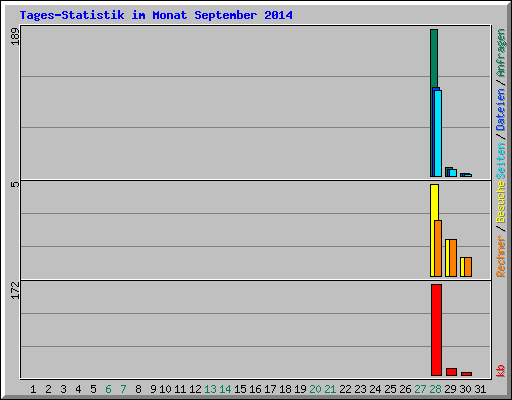 Tages-Statistik im Monat September 2014
189
5
172
Anfragen / Dateien / Seiten
Besuche / Rechner
kb
1 2 3 4 5 6 7 8 9 10 11 12 13 14 15 16 17 18 19 20 21 22 23 24 25 26 27 28 29 30 31